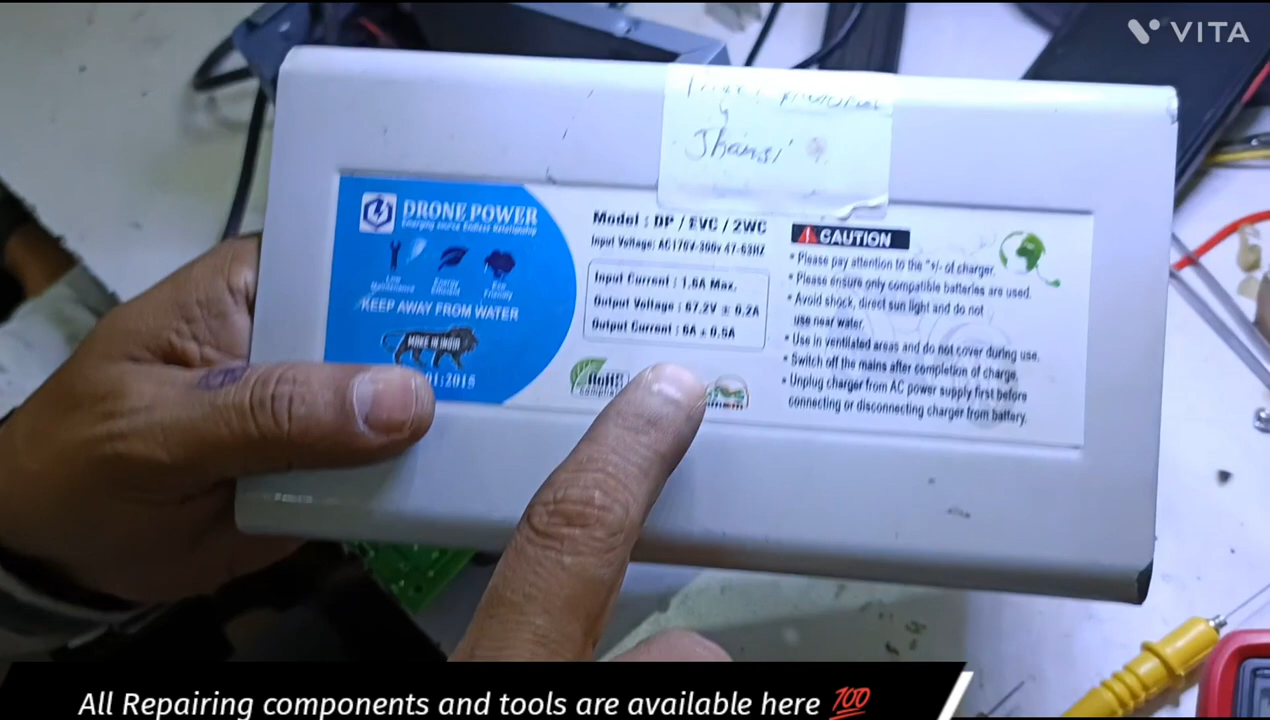 VITA
Jhansi
DRONE POWER
Emerging Source Endless Relationship
Low Maintenance
Energy Efficient
Eco Friendly
KEEP AWAY FROM WATER
MAKE IN INDIA
01:2015
Model : DP / EVC / 2WC
Input Voltage: AC170V-300v 47-63HZ
Input Current : 1.6A Max.
Output Voltage : 67.2V ± 0.2A
Output Current : 6A ± 0.5A
RoHS
compliant
CAUTION
* Please pay attention to the "+/- of charger.
* Please ensure only compatible batteries are used.
* Avoid shock, direct sun light and do not
use near water.
* Use in ventilated areas and do not cover during use.
* Switch off the mains after completion of charge.
* Unplug charger from AC power supply first before
connecting or disconnecting charger from battery.
All Repairing components and tools are available here 💯